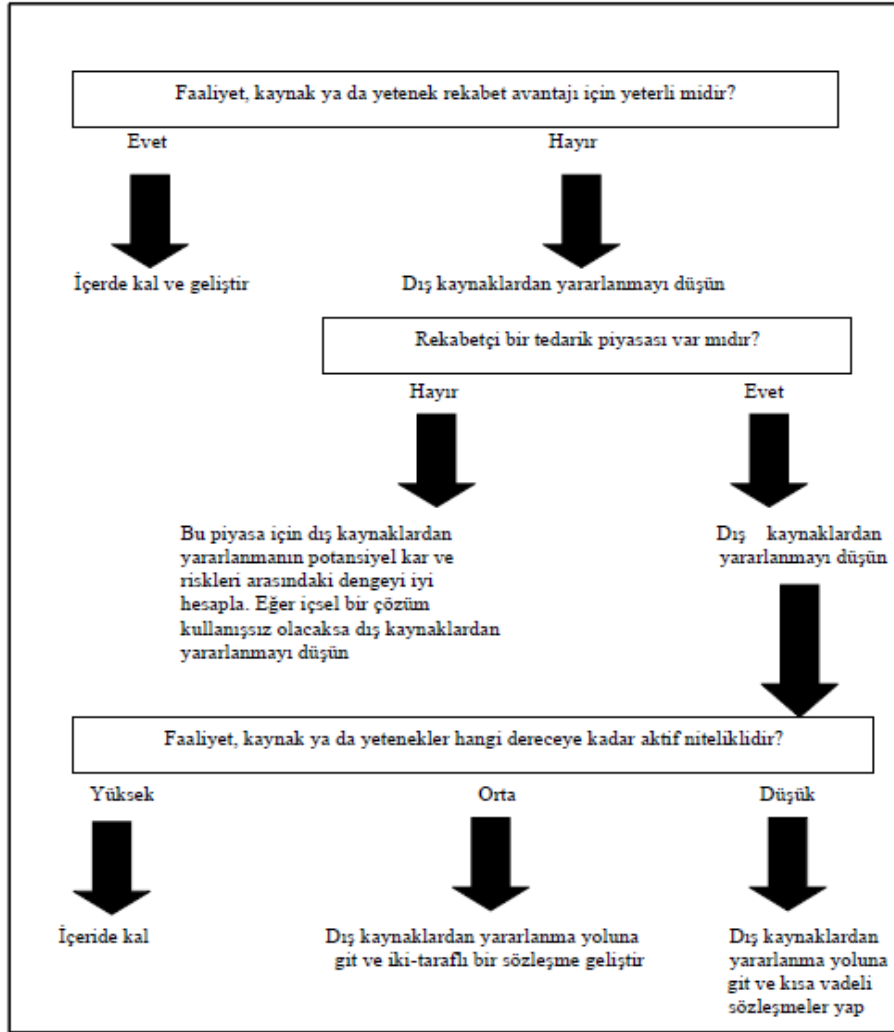 Faaliyet, kaynak ya da yetenek rekabet avantajı için yeterli midir?
Evet
Hayır
İçerde kal ve geliştir
Dış kaynaklardan yararlanmayı düşün
Rekabetçi bir tedarik piyasası var mıdır?
Hayır
Evet
Bu piyasa için dış kaynaklardan
yararlanmanın potansiyel kar ve
riskleri arasındaki dengeyi iyi
hesapla. Eğer içsel bir çözüm
kullanışsız olacaksa dış kaynaklardan
yararlanmayı düşün
Dış kaynaklardan
yararlanmayı düşün
Faaliyet, kaynak ya da yetenekler hangi dereceye kadar aktif niteliklidir?
Yüksek
Orta
Düşük
İçeride kal
Dış kaynaklardan yararlanma yoluna
git ve iki-taraflı bir sözleşme geliştir
Dış kaynaklardan
yararlanma yoluna
git ve kısa vadeli
sözleşmeler yap